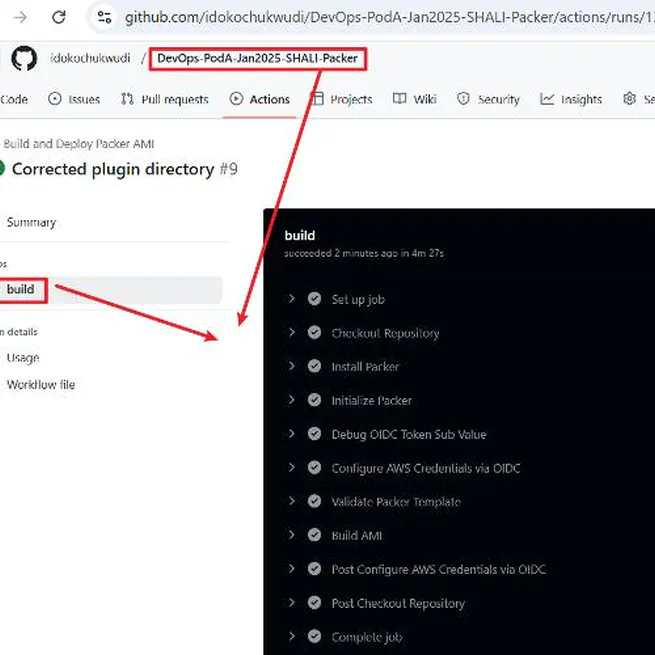 github.com/idokochukwudi/DevOps-PodA-Jan2025-SHALI-Packer/actions/runs/1
idokochukwudi / DevOps-PodA-Jan2025-SHALI-Packer
Code Issues Pull requests Actions Projects Wiki Security Insights Se
Build and Deploy Packer AMI
Corrected plugin directory #9
Summary
bs
build
n details
Usage
Workflow file
build
succeeded 2 minutes ago in 4m 27s
Set up job
Checkout Repository
Install Packer
Initialize Packer
Debug OIDC Token Sub Value
Configure AWS Credentials via OIDC
Validate Packer Template
Build AMI
Post Configure AWS Credentials via OIDC
Post Checkout Repository
Complete job